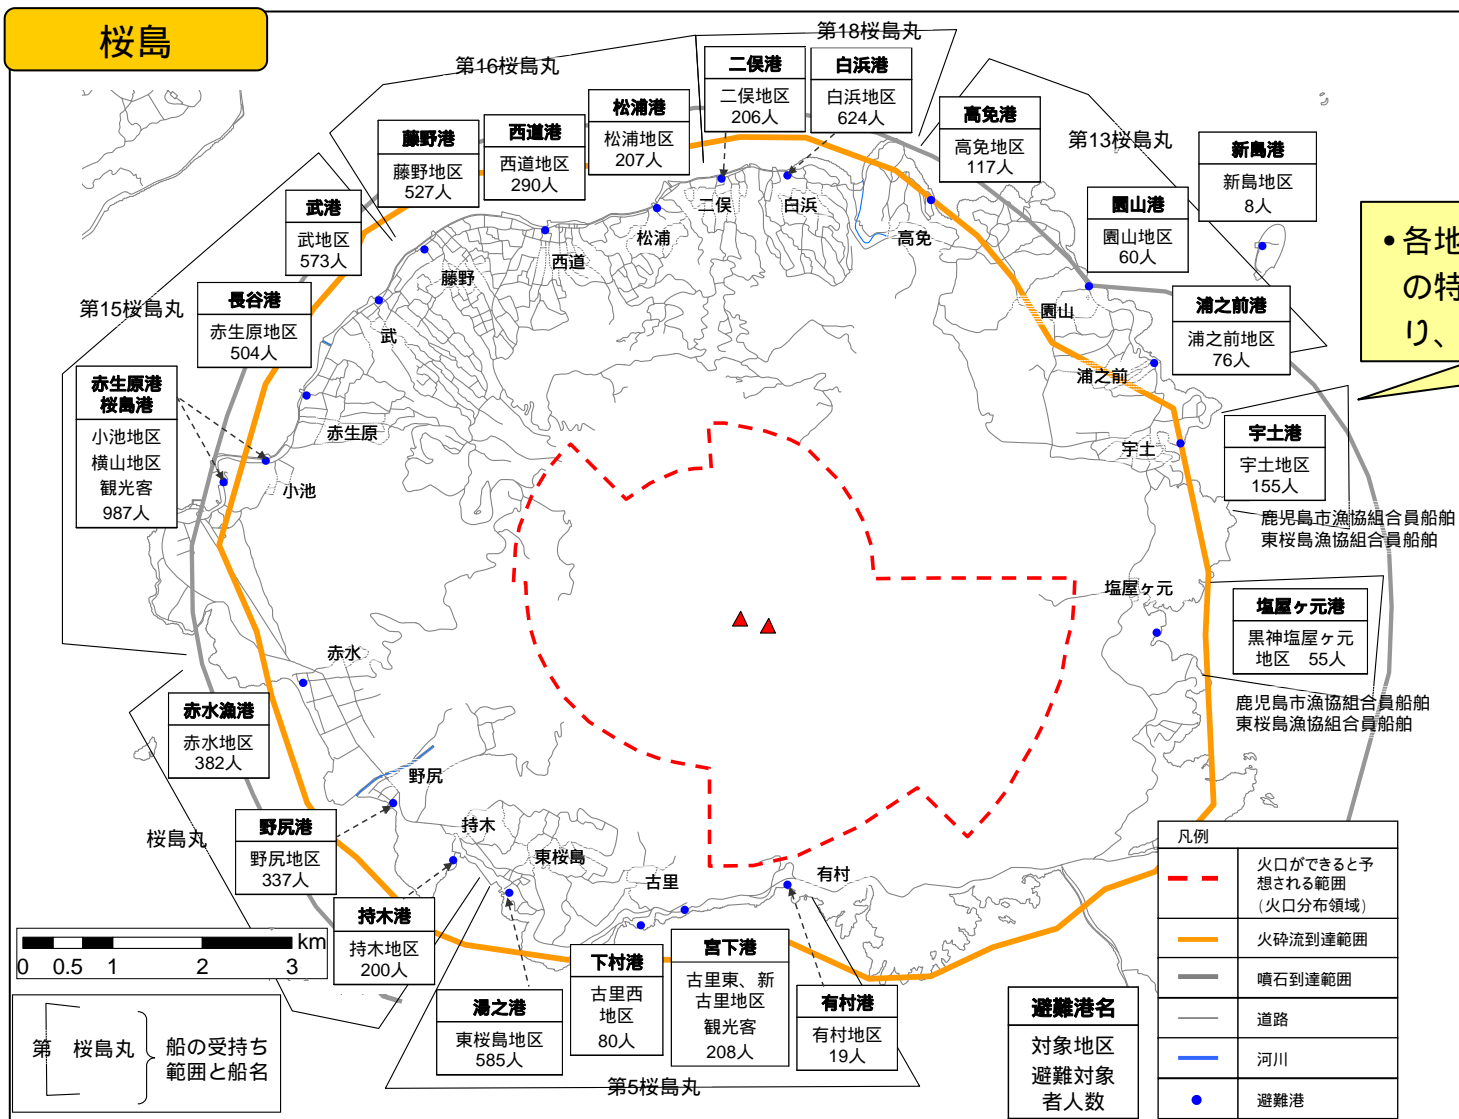 桜島
第18桜島丸
第16桜島丸
二俣港
二俣地区
206人
白浜港
白浜地区
624人
松浦港
松浦地区
207人
高免港
高免地区
117人
藤野港
藤野地区
527人
西道港
西道地区
290人
第13桜島丸
新島港
新島地区
8人
武港
武地区
573人
園山港
園山地区
60人
•各地
の特
り、
第15桜島丸
長谷港
赤生原地区
504人
浦之前港
浦之前地区
76人
赤生原港
桜島港
小池地区
横山地区
観光客
987人
宇土港
宇土地区
155人
鹿児島市漁協組合員船舶
東桜島漁協組合員船舶
二俣
白浜
松浦
高免
西道
藤野
園山
武
浦之前
赤生原
宇土
小池
塩屋ヶ元
塩屋ヶ元港
黒神塩屋ヶ元
地区 55人
鹿児島市漁協組合員船舶
東桜島漁協組合員船舶
赤水
赤水漁港
赤水地区
382人
野尻
桜島丸
野尻港
野尻地区
337人
持木
東桜島
古里
有村
持木港
持木地区
200人
km
0 0.5 1 2 3
湯之港
東桜島地区
585人
下村港
古里西
地区
80人
宮下港
古里東、新
古里地区
観光客
208人
有村港
有村地区
19人
第5桜島丸
第 桜島丸
船の受持ち
範囲と船名
避難港名
対象地区
避難対象
者人数
凡例
火口ができると予
想される範囲
(火口分布領域)
火砕流到達範囲
噴石到達範囲
道路
河川
避難港